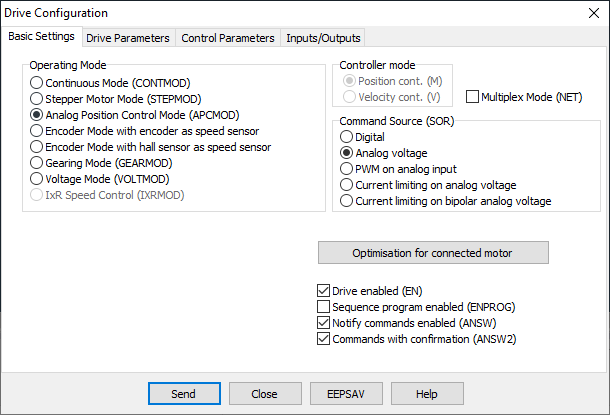 Drive Configuration
Basic Settings
Drive Parameters
Control Parameters
Inputs/Outputs
Operating Mode
Continuous Mode (CONTMOD)
Stepper Motor Mode (STEPMOD)
Analog Position Control Mode (APCMOD)
Encoder Mode with encoder as speed sensor
Encoder Mode with hall sensor as speed sensor
Gearing Mode (GEARMOD)
Voltage Mode (VOLTMOD)
IxR Speed Control (IXRMOD)
Controller mode
Position cont. (M)
Velocity cont. (V)
Multiplex Mode (NET)
Command Source (SOR)
Digital
Analog voltage
PWM on analog input
Current limiting on analog voltage
Current limiting on bipolar analog voltage
Optimisation for connected motor
Drive enabled (EN)
Sequence program enabled (ENPROG)
Notify commands enabled (ANSW)
Commands with confirmation (ANSW2)
Send
Close
EEPSAV
Help